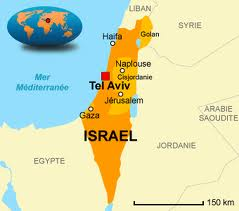 LIBAN
Haïfa
SYRIE
Golan
Mer
Méditerranée
Naplouse
Cisjordanie
Tel Aviv
Jérusalem
Gaza
ISRAEL
ARABIE
SAOUDITE
JORDANIE
EGYPTE
150 km